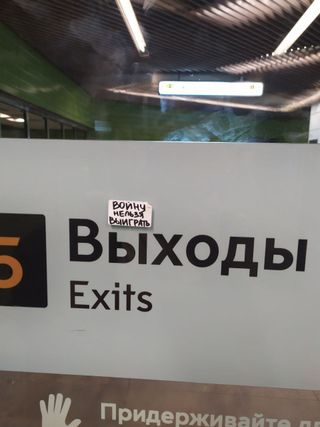 ВОЙНУ
НЕЛЬЗЯ
ВЫИГРАТЬ
5
Выходы
Exits
Придерживайте